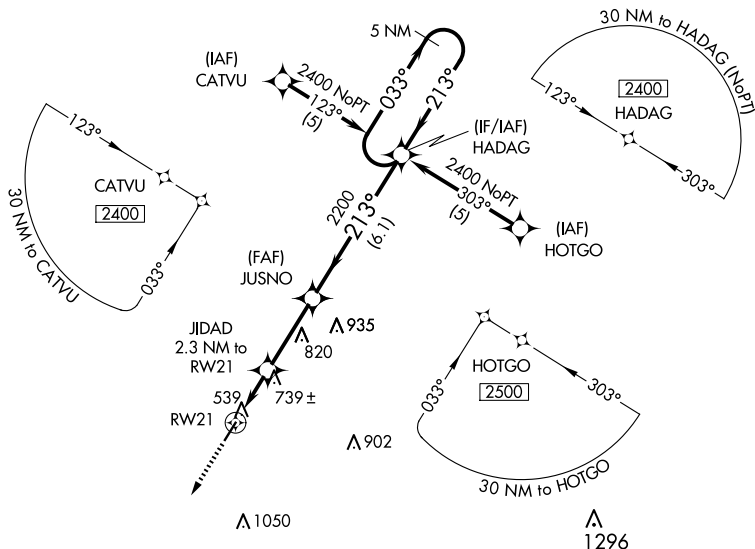 5 NM
30 NM to HADAG (NoPT)
(IAF)
CATVU
2400 NoPT
123°
(5)
033°
213°
2400
HADAG
123°
303°
(IF/IAF)
HADAG
123°
CATVU
2400
30 NM to CATVU
033°
2400 NoPT
303°
(5)
(IAF)
HOTGO
2200
213°
(6.1)
(FAF)
JUSNO
935
820
JIDAD
2.3 NM to
RW21
739 ±
539
RW21
902
HOTGO
2500
033°
303°
30 NM to HOTGO
1050
1296